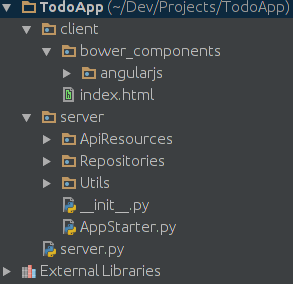 TodoApp (~/Dev/Projects/TodoApp)
client
bower_components
angularjs
index.html
server
ApiResources
Repositories
Utils
__init__.py
AppStarter.py
server.py
External Libraries